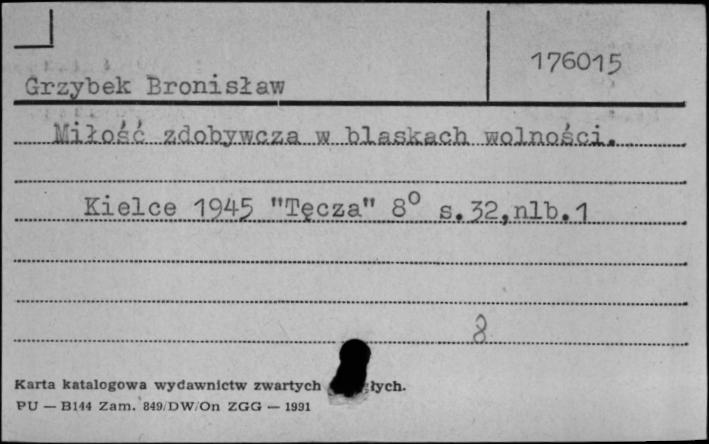 176015
Grzybek Bronisław
Miłość zdobywcza w blaskach wolności.
Kielce 1945 "Tęcza" 8° s.32,nlb.1
8
Karta katalogowa wydawnictw zwartych
PU — B144 Zam. 849/DW/On ZGG — 1991